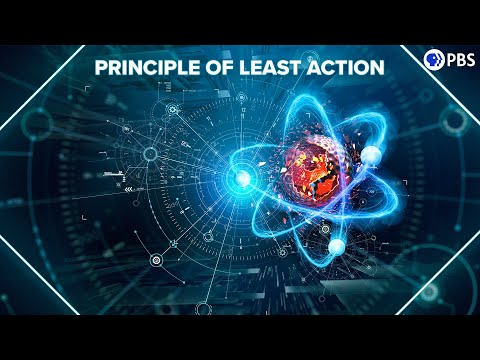 PRINCIPLE OF LEAST ACTION
PBS